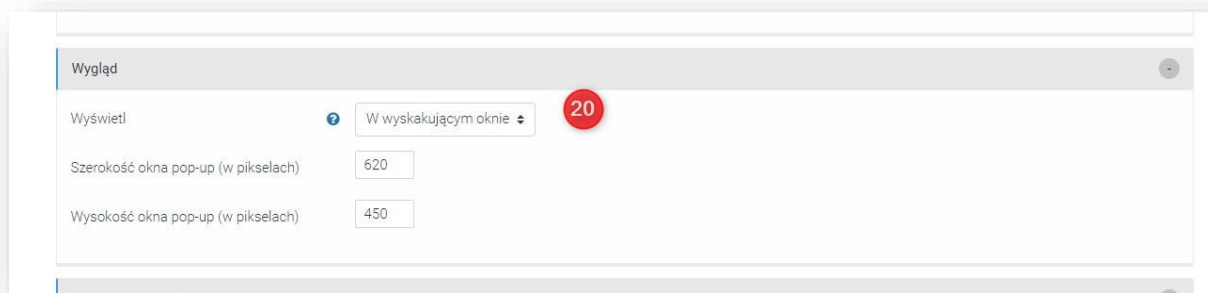 Wygląd
-
Wyświetl ? W wyskakującym oknie 20
Szerokość okna pop-up (w pikselach) 620
Wysokość okna pop-up (w pikselach) 450